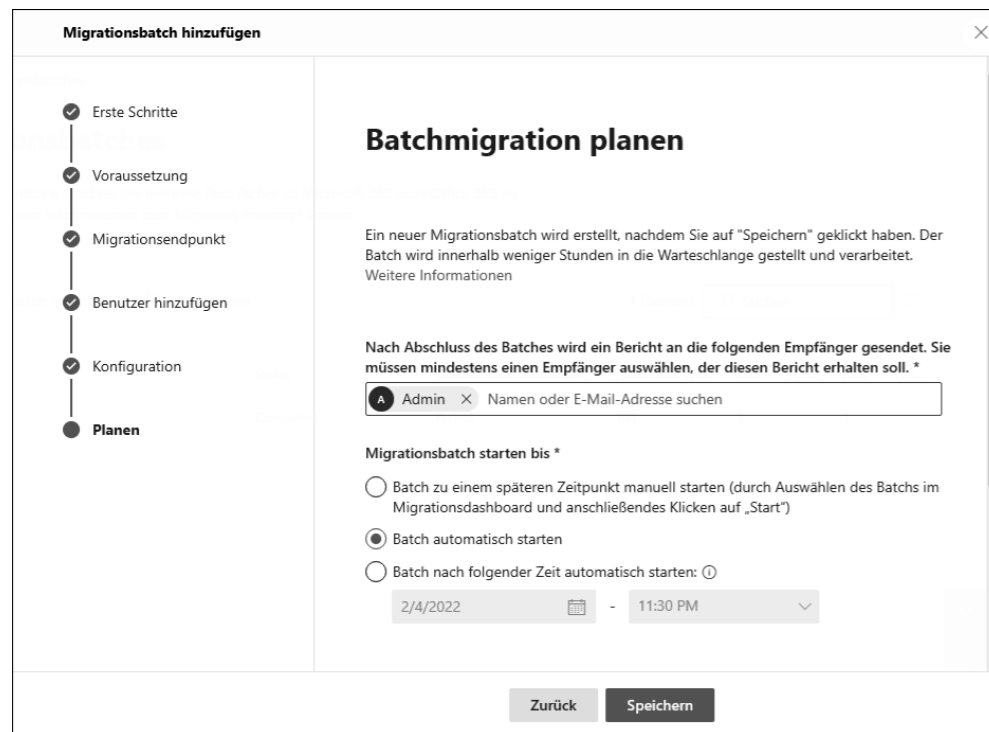 Migrationsbatch hinzufügen
Erste Schritte
Voraussetzung
Migrationsendpunkt
Benutzer hinzufügen
Konfiguration
Planen
Batchmigration planen
Ein neuer Migrationsbatch wird erstellt, nachdem Sie auf "Speichern" geklickt haben. Der
Batch wird innerhalb weniger Stunden in die Warteschlange gestellt und verarbeitet.
Weitere Informationen
Nach Abschluss des Batches wird ein Bericht an die folgenden Empfänger gesendet. Sie
müssen mindestens einen Empfänger auswählen, der diesen Bericht erhalten soll. *
A Admin Namen oder E-Mail-Adresse suchen
Migrationsbatch starten bis *
Batch zu einem späteren Zeitpunkt manuell starten (durch Auswählen des Batchs im
Migrationsdashboard und anschließendes Klicken auf „Start“)
Batch automatisch starten
Batch nach folgender Zeit automatisch starten:
2/4/2022 - 11:30 PM
Zurück Speichern